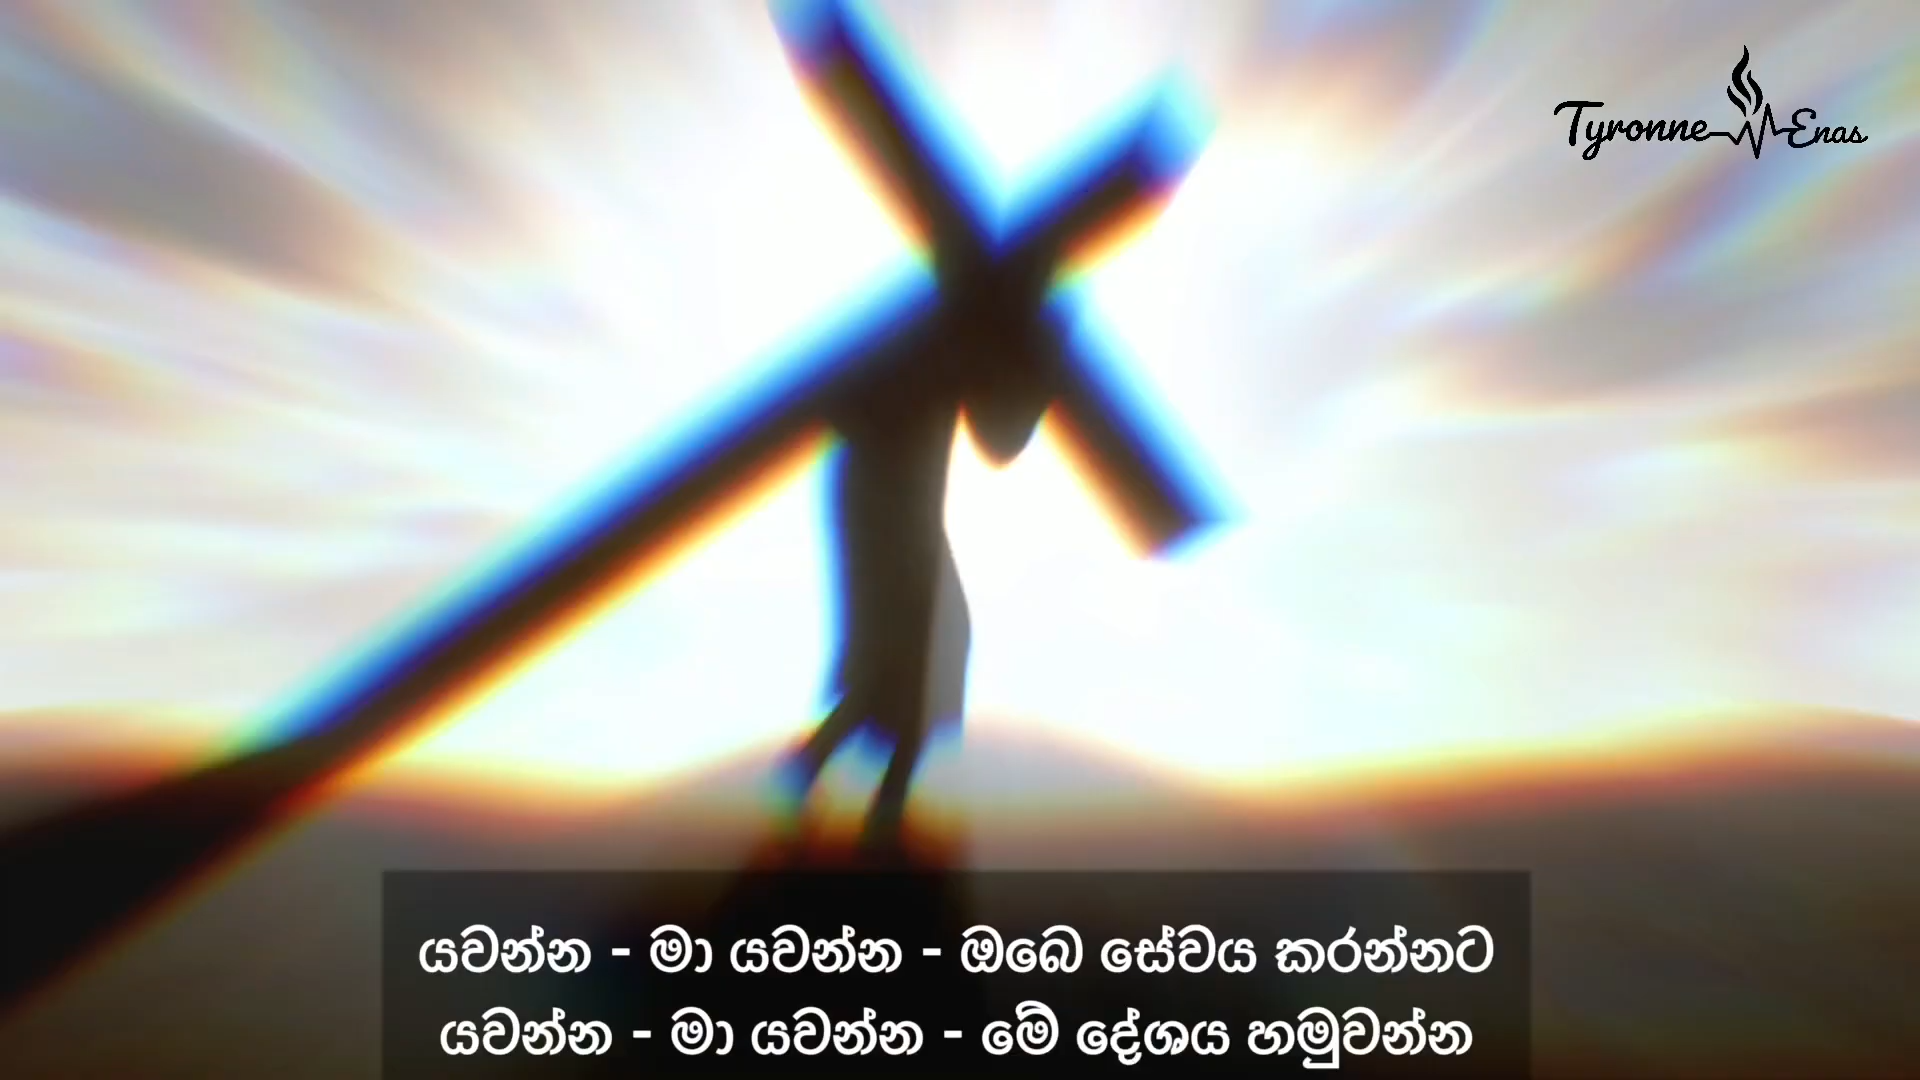 Tyronne Enas
යවන්න - මා යවන්න - ඔබෙ සේවය කරන්නට
යවන්න - මා යවන්න - මේ දේශය හමුවන්න